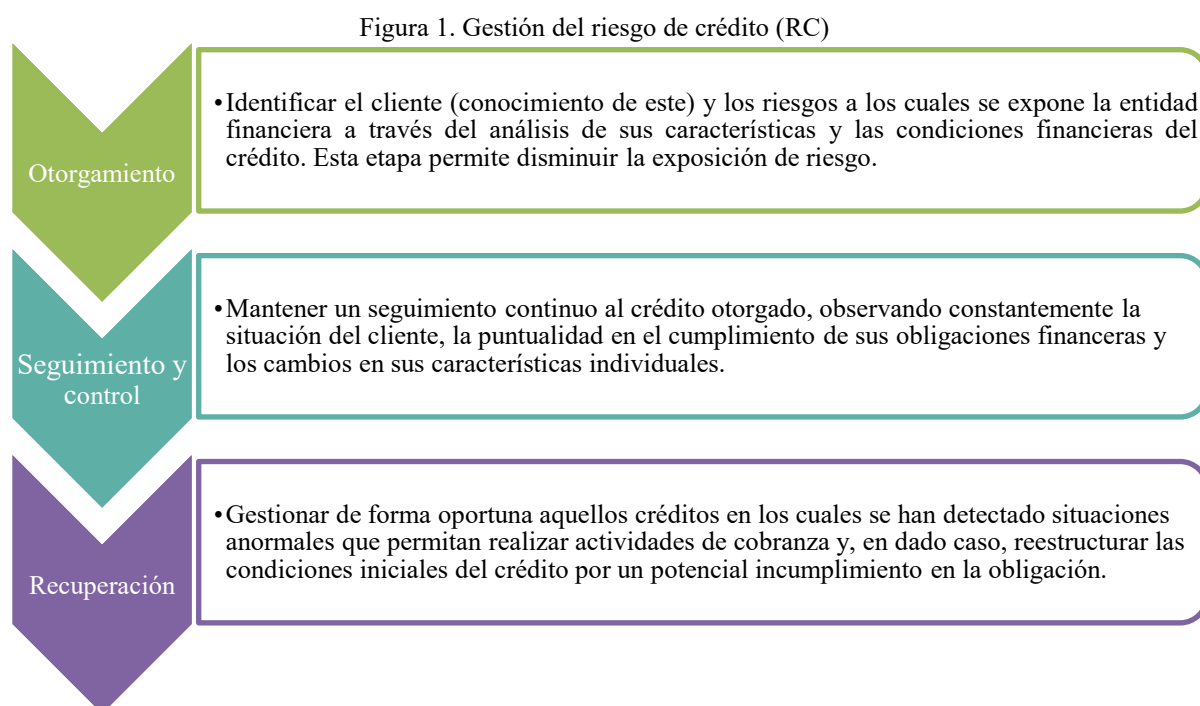 Figura 1. Gestión del riesgo de crédito (RC)
Otorgamiento
•Identificar el cliente (conocimiento de este) y los riesgos a los cuales se expone la entidad
financiera a través del análisis de sus características y las condiciones financieras del
crédito. Esta etapa permite disminuir la exposición de riesgo.
Seguimiento y
control
•Mantener un seguimiento continuo al crédito otorgado, observando constantemente la
situación del cliente, la puntualidad en el cumplimiento de sus obligaciones financeras y
los cambios en sus características individuales.
Recuperación
•Gestionar de forma oportuna aquellos créditos en los cuales se han detectado situaciones
anormales que permitan realizar actividades de cobranza y, en dado caso, reestructurar las
condiciones iniciales del crédito por un potencial incumplimiento en la obligación.